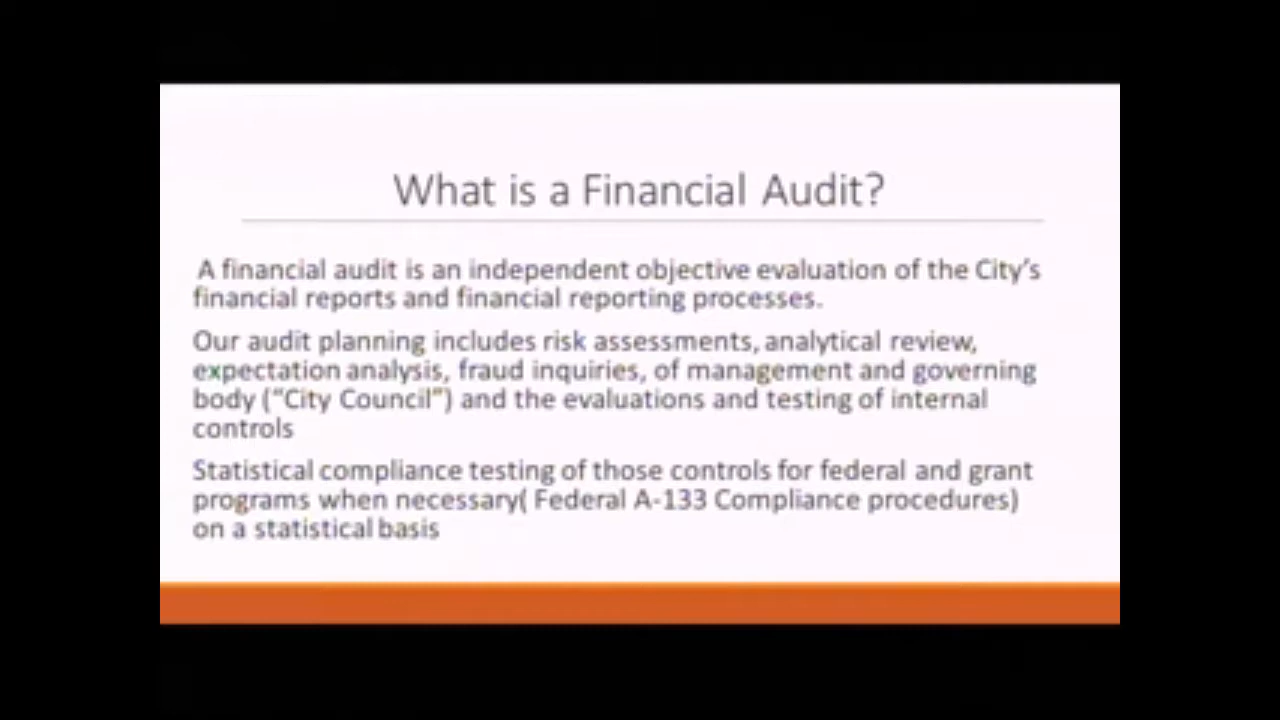 What is a Financial Audit?
A financial audit is an independent objective evaluation of the City's
financial reports and financial reporting processes.
Our audit planning includes risk assessments, analytical review,
expectation analysis, fraud inquiries, of management and governing
body ("City Council") and the evaluations and testing of internal
controls
Statistical compliance testing of those controls for federal and grant
programs when necessary( Federal A-133 Compliance procedures)
on a statistical basis